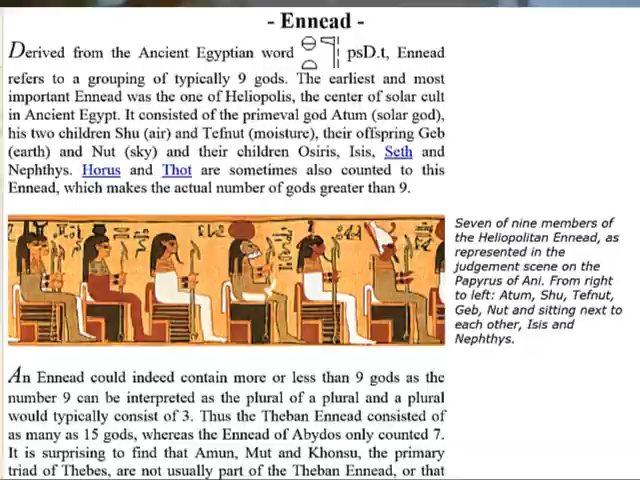 - Ennead -
Derived from the Ancient Egyptian word psD.t, Ennead
refers to a grouping of typically 9 gods. The earliest and most
important Ennead was the one of Heliopolis, the center of solar cult
in Ancient Egypt. It consisted of the primeval god Atum (solar god),
his two children Shu (air) and Tefnut (moisture), their offspring Geb
(earth) and Nut (sky) and their children Osiris, Isis, Seth and
Nephthys. Horus and Thot are sometimes also counted to this
Ennead, which makes the actual number of gods greater than 9.
Seven of nine members of
the Heliopolitan Ennead, as
represented in the
judgement scene on the
Papyrus of Ani. From right
to left: Atum, Shu, Tefnut,
Geb, Nut and sitting next to
each other, Isis and
Nephthys.
An Ennead could indeed contain more or less than 9 gods as the
number 9 can be interpreted as the plural of a plural and a plural
would typically consist of 3. Thus the Theban Ennead consisted of
as many as 15 gods, whereas the Ennead of Abydos only counted 7.
It is surprising to find that Amun, Mut and Khonsu, the primary
triad of Thebes, are not usually part of the Theban Ennead, or that